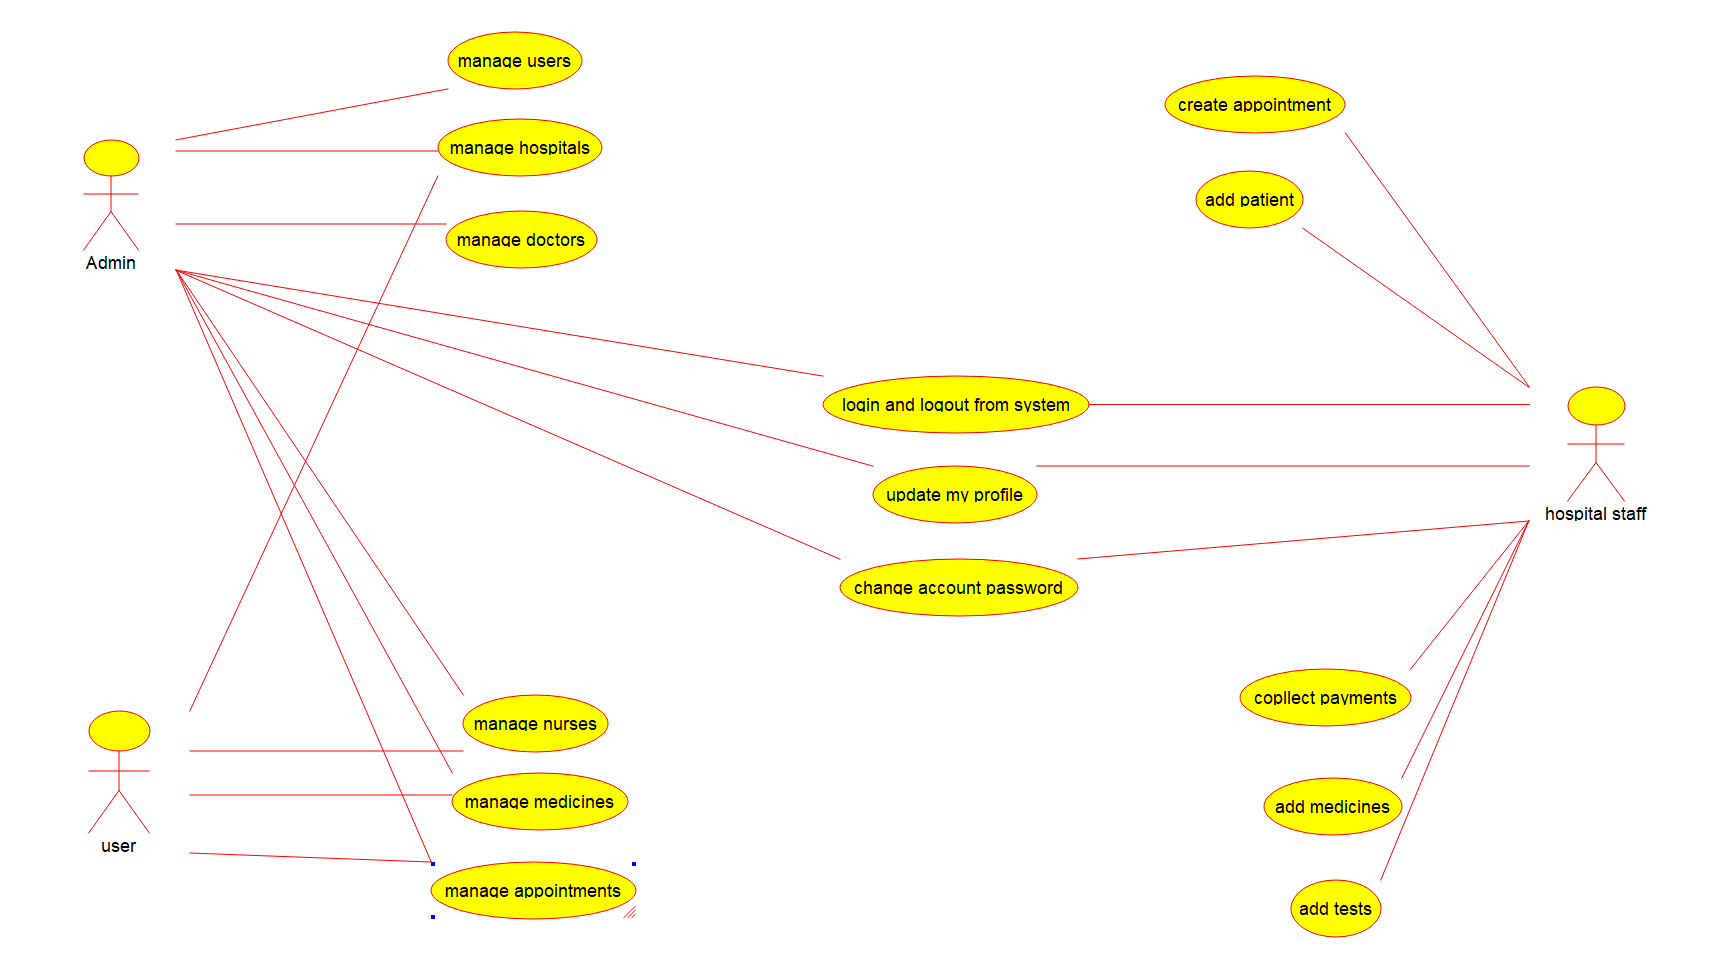 manage users
create appointment
manage hospitals
add patient
manage doctors
Admin
login and logout from system
update my profile
hospital staff
change account password
copllect payments
manage nurses
manage medicines
add medicines
user
manage appointments
add tests